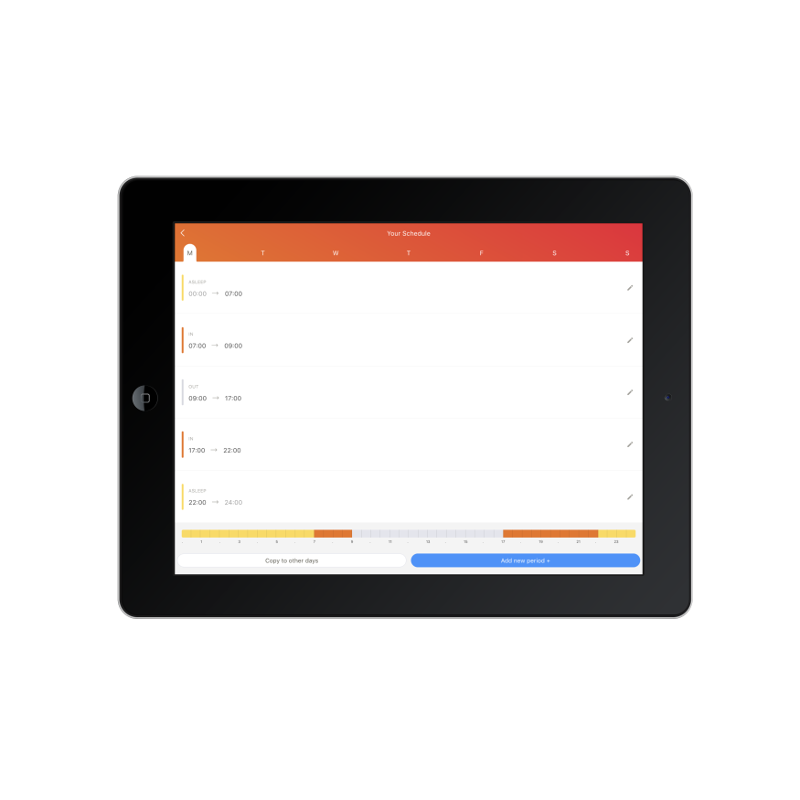 Your Schedule
M T W T F S S
ASLEEP
00:00 → 07:00
IN
07:00 → 09:00
OUT
09:00 → 17:00
IN
17:00 → 22:00
ASLEEP
22:00 → 24:00
1 3 5 7 9 11 13 15 17 19 21 23
Copy to other days
Add new period +